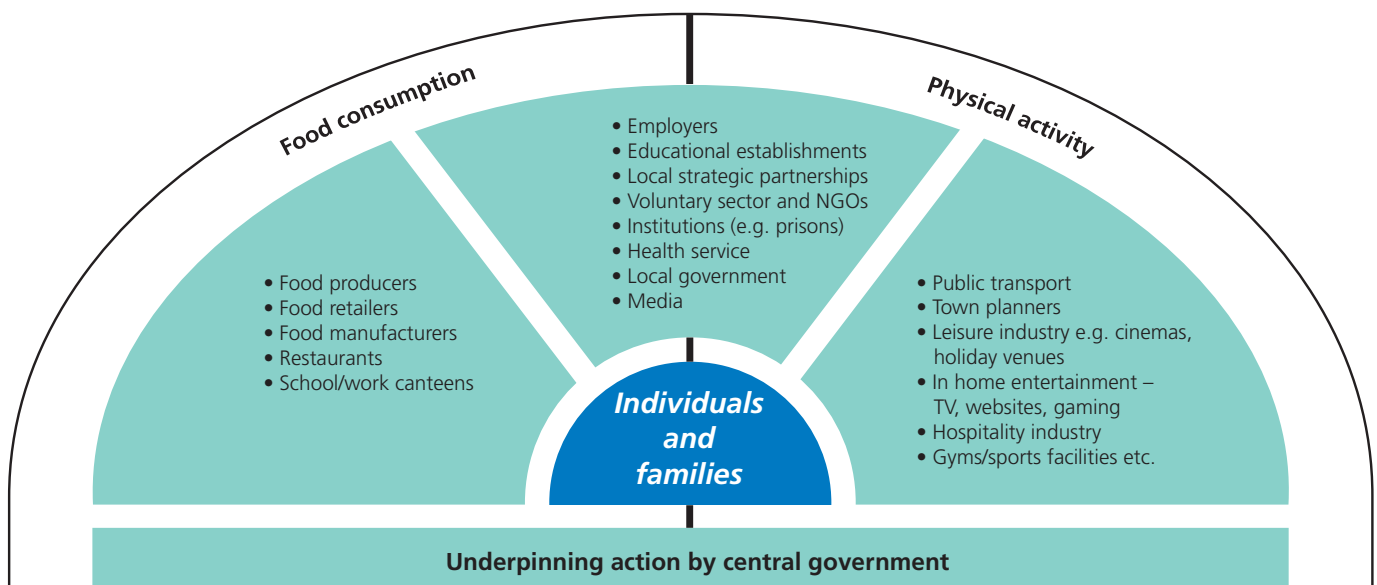 Food consumption
Physical activity
• Employers
• Educational establishments
• Local strategic partnerships
• Voluntary sector and NGOs
• Institutions (e.g. prisons)
• Health service
• Local government
• Media
• Food producers
• Food retailers
• Food manufacturers
• Restaurants
• School/work canteens
• Public transport
• Town planners
• Leisure industry e.g. cinemas,
holiday venues
• In home entertainment –
TV, websites, gaming
• Hospitality industry
• Gyms/sports facilities etc.
Individuals
and
families
Underpinning action by central government